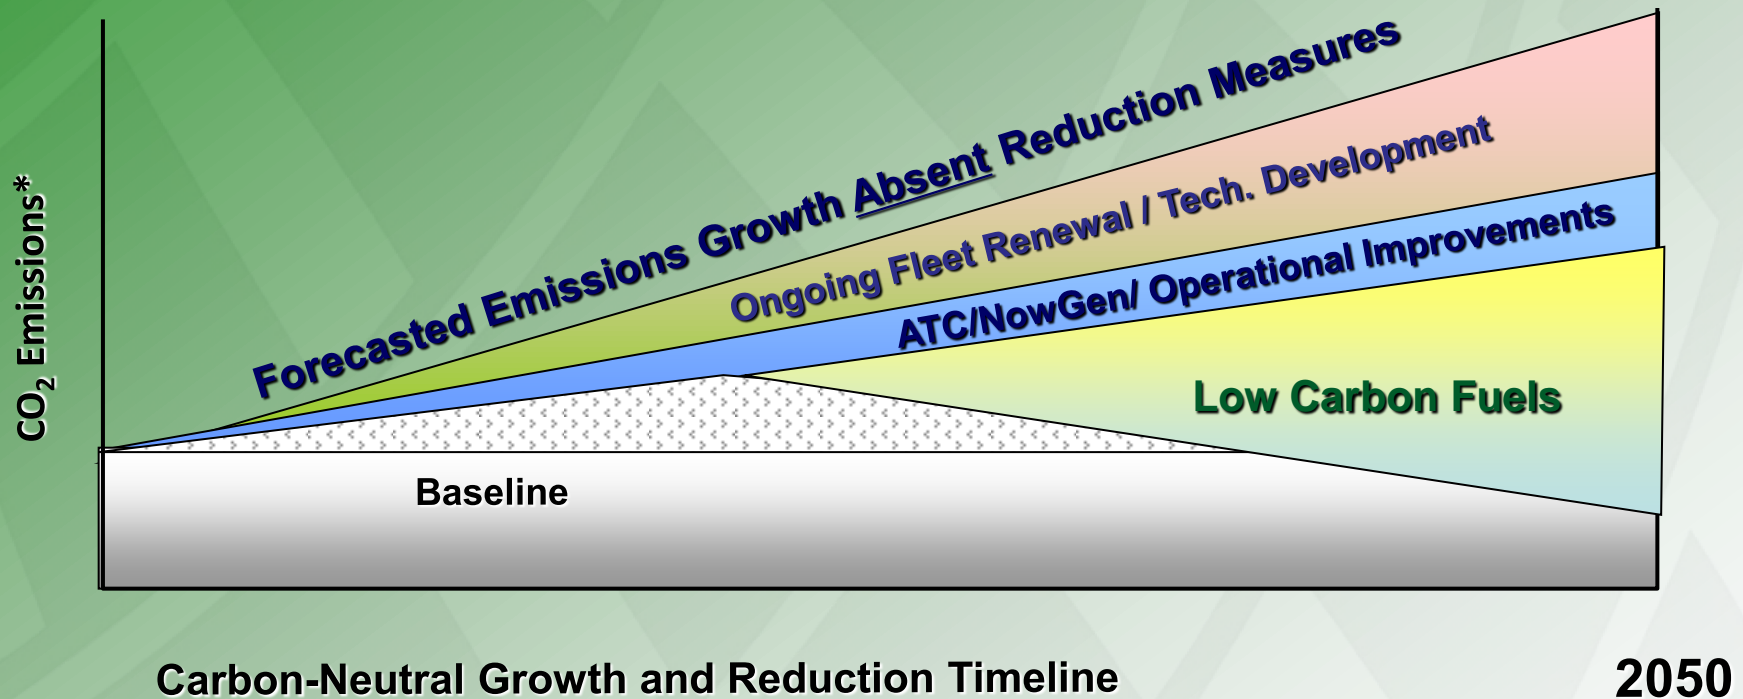 Forecasted Emissions Growth Absent Reduction Measures
Ongoing Fleet Renewal / Tech. Development
ATC/NowGen/ Operational Improvements
Low Carbon Fuels
CO₂ Emissions*
Baseline
Carbon-Neutral Growth and Reduction Timeline
2050